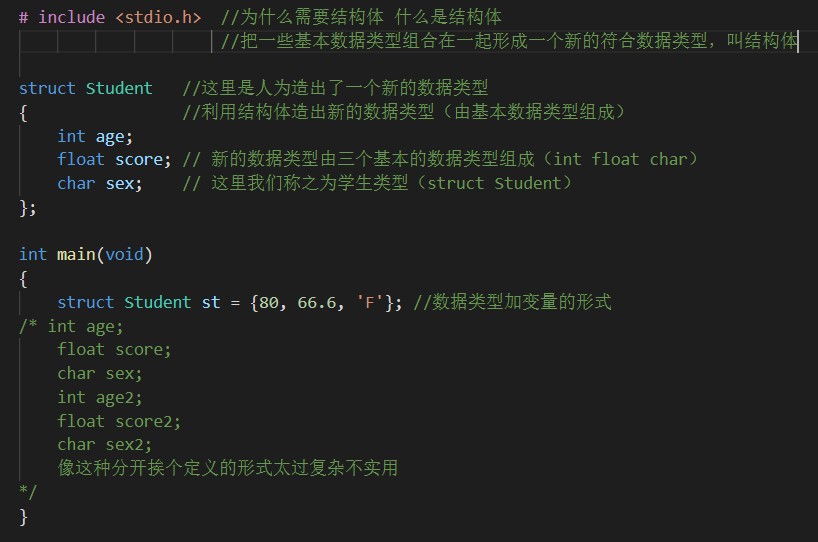 # include <stdio.h>  //为什么需要结构体 什么是结构体
//把一些基本数据类型组合在一起形成一个新的符合数据类型，叫结构体
struct Student   //这里是人为造出了一个新的数据类型
{                //利用结构体造出新的数据类型（由基本数据类型组成）
    int age;
    float score; // 新的数据类型由三个基本的数据类型组成（int float char）
    char sex;    // 这里我们称之为学生类型（struct Student）
};
int main(void)
{
    struct Student st = {80, 66.6, 'F'}; //数据类型加变量的形式
/* int age;
    float score;
    char sex;
    int age2;
    float score2;
    char sex2;
    像这种分开挨个定义的形式太过复杂不实用
*/
}